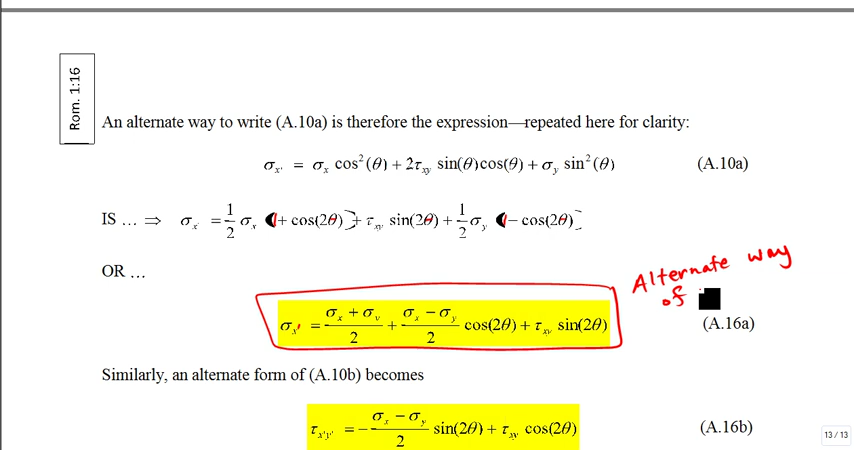 Rom. 1:16
An alternate way to write (A.10a) is therefore the expression—repeated here for clarity:
σx' = σx cos²(θ) + 2τxy sin(θ)cos(θ) + σy sin²(θ) (A.10a)
IS … ⇒ σx = 1/2 σx (1+ cos(2θ)] + τxy sin(2θ) + 1/2 σy (1− cos(2θ)]
OR …
Alternate way
of
σx' = σx + σv/2 + σx − σy/2 cos(2θ) + τxy sin(2θ) (A.16a)
Similarly, an alternate form of (A.10b) becomes
τx'y' = − σx − σy/2 sin(2θ) + τxy cos(2θ) (A.16b)
13 / 13